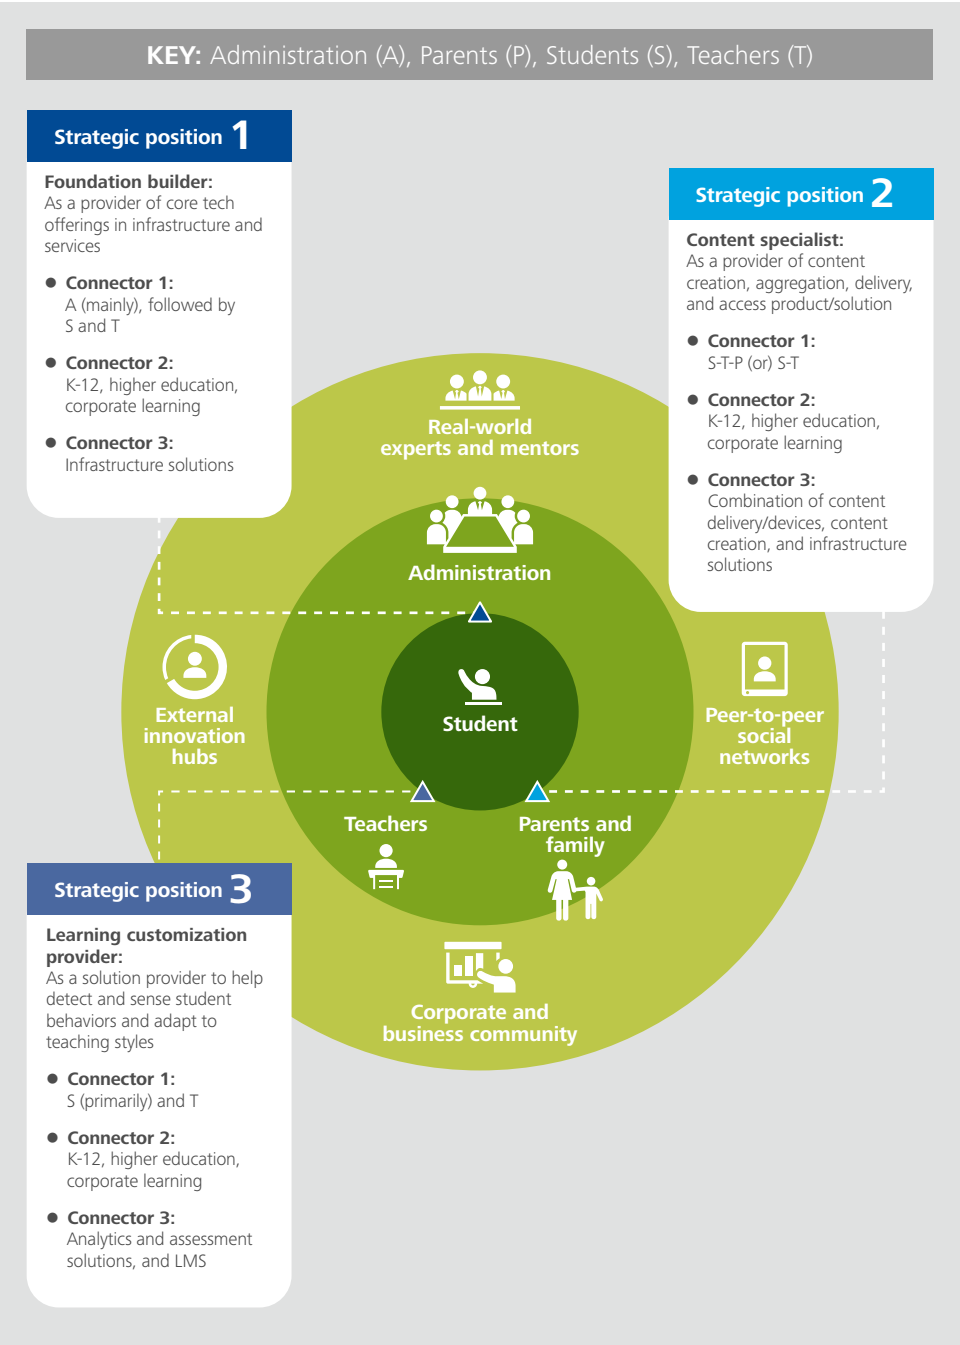 KEY: Administration (A), Parents (P), Students (S), Teachers (T)
Strategic position 1
Foundation builder:
As a provider of core tech
offerings in infrastructure and
services
● Connector 1:
A (mainly), followed by
S and T
● Connector 2:
K-12, higher education,
corporate learning
● Connector 3:
Infrastructure solutions
Strategic position 2
Content specialist:
As a provider of content
creation, aggregation, delivery,
and access product/solution
● Connector 1:
S-T-P (or) S-T
● Connector 2:
K-12, higher education,
corporate learning
● Connector 3:
Combination of content
delivery/devices, content
creation, and infrastructure
solutions
Real-world
experts and mentors
Administration
External
innovation
hubs
Student
Peer-to-peer
social
networks
Teachers
Parents and
family
Corporate and
business community
Strategic position 3
Learning customization
provider:
As a solution provider to help
detect and sense student
behaviors and adapt to
teaching styles
● Connector 1:
S (primarily) and T
● Connector 2:
K-12, higher education,
corporate learning
● Connector 3:
Analytics and assessment
solutions, and LMS